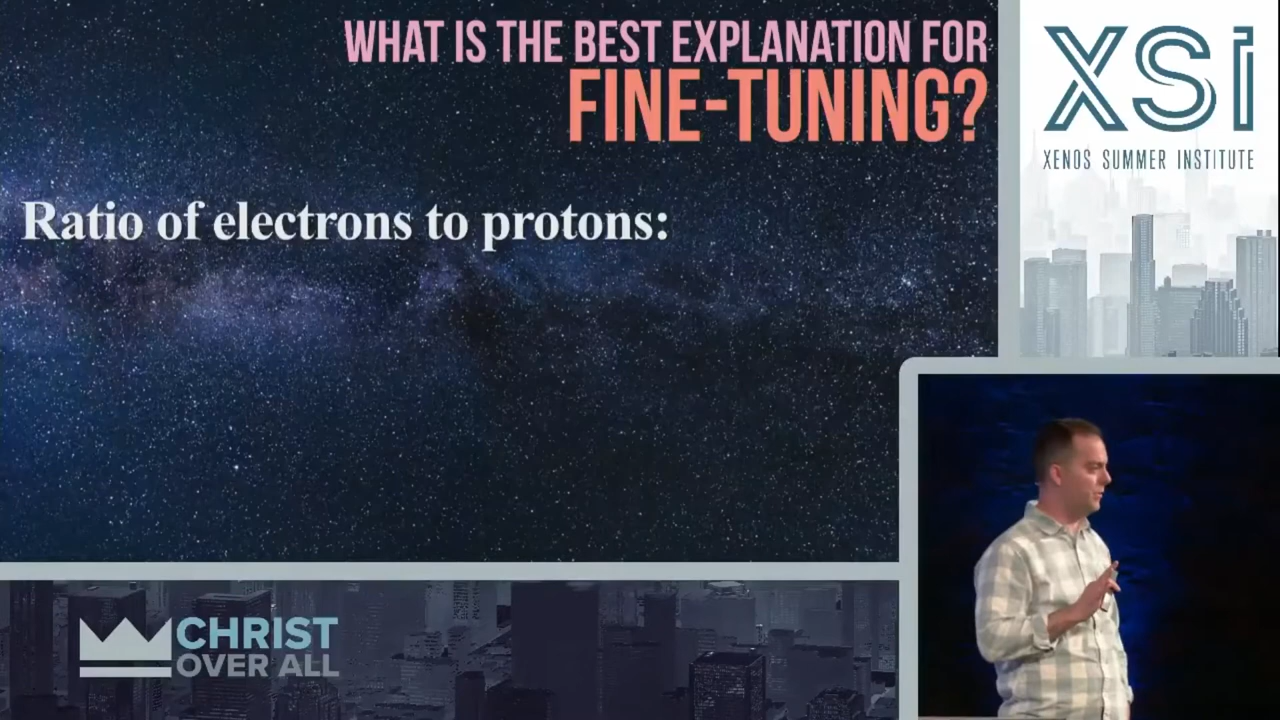 WHAT IS THE BEST EXPLANATION FOR
FINE-TUNING?
Ratio of electrons to protons:
XSi
XENOS SUMMER INSTITUTE
CHRIST
OVER ALL